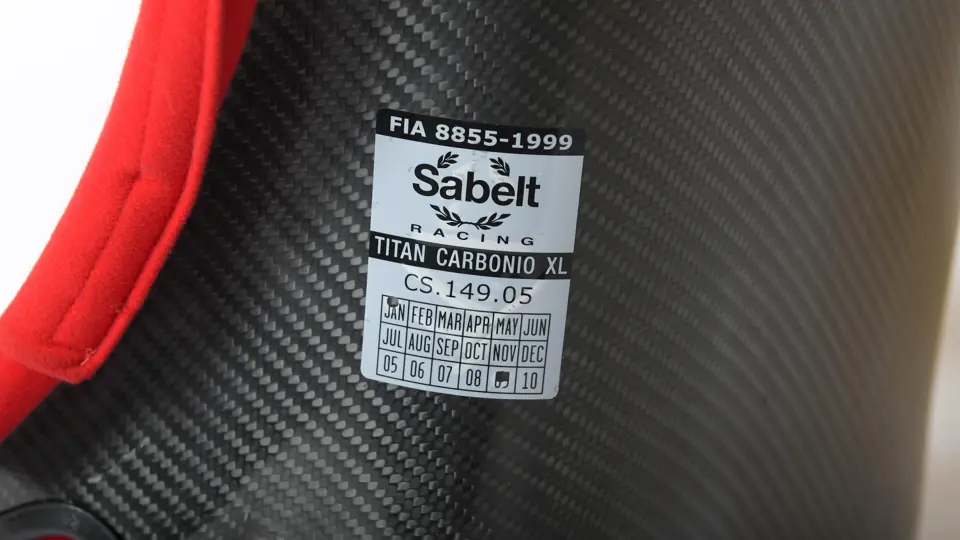 FIA 8855-1999
Sabelt
RACING
TITAN CARBONIO XL
CS.149.05
JAN FEB MAR APR MAY JUN
JUL AUG SEP OCT NOV DEC
05 06 07 08 10